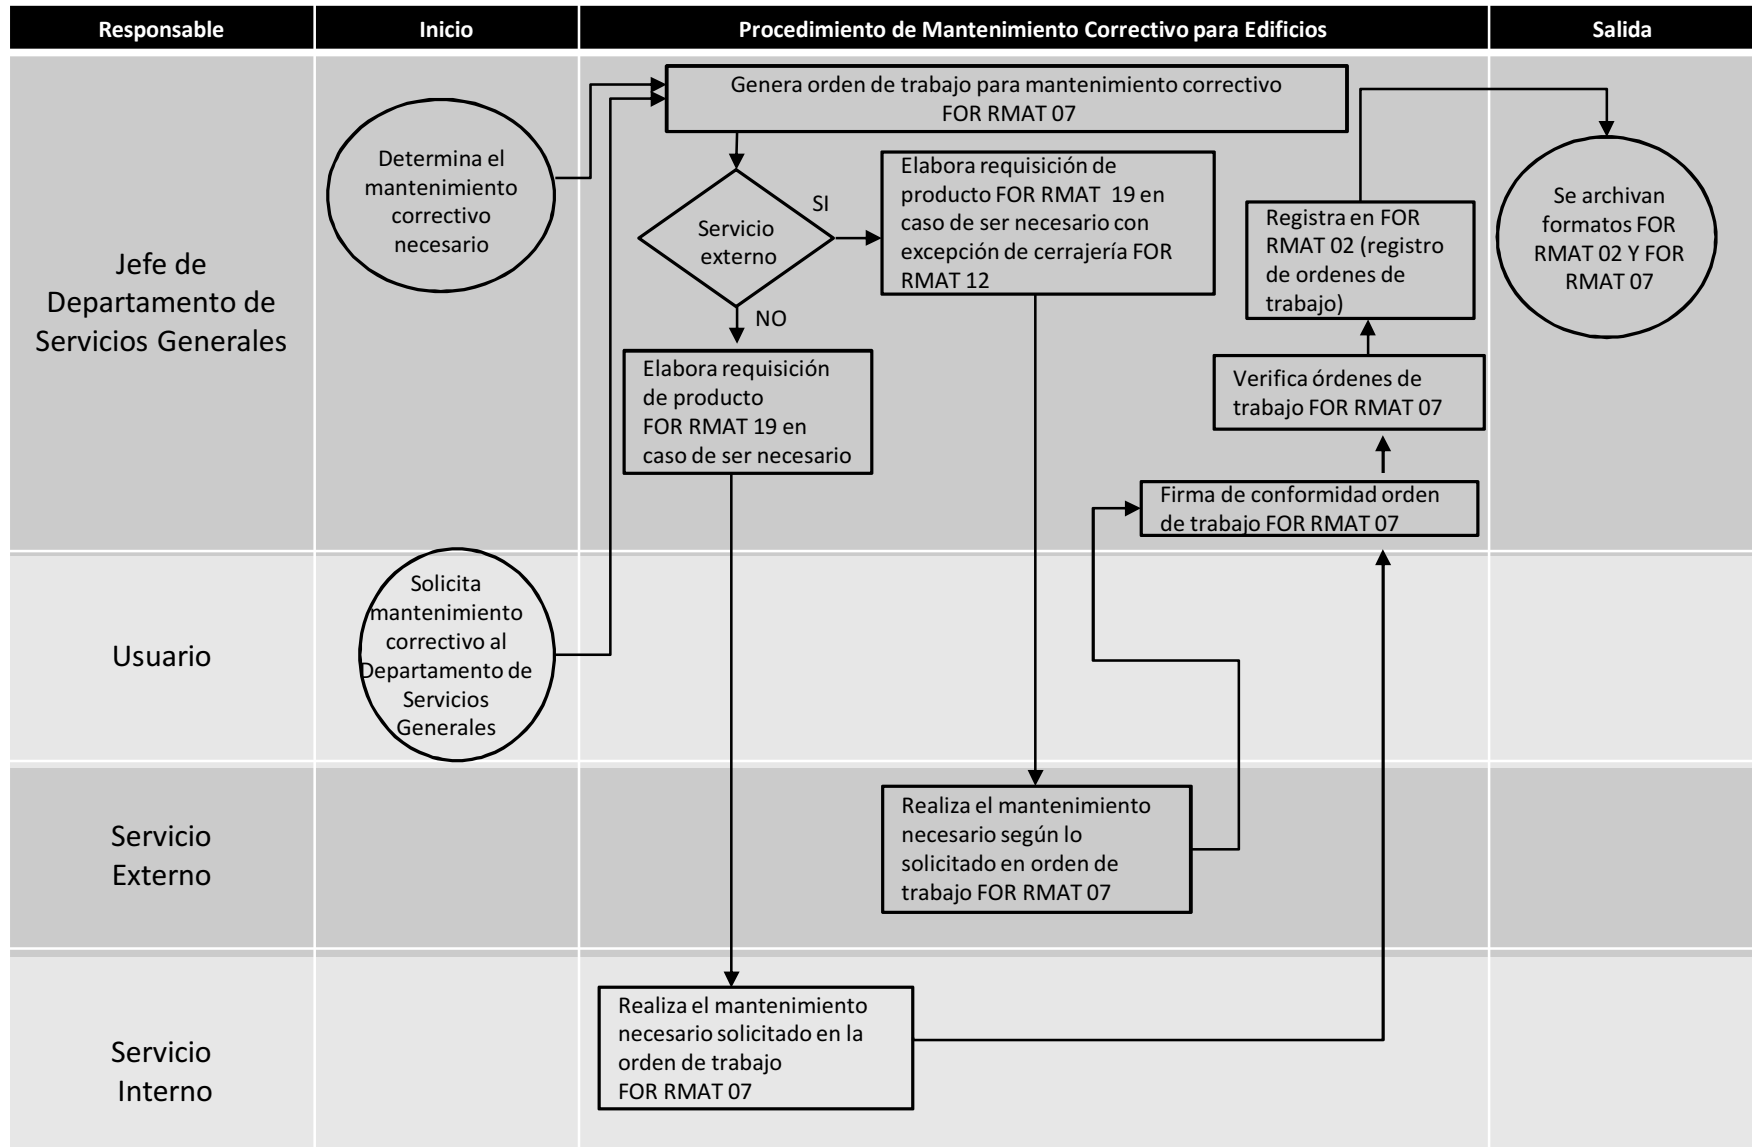 Responsable
Inicio
Procedimiento de Mantenimiento Correctivo para Edificios
Salida
Jefe de
Departamento de
Servicios Generales
Determina el
mantenimiento
correctivo
necesario
Genera orden de trabajo para mantenimiento correctivo
FOR RMAT 07
Servicio
externo
SI
NO
Elabora requisición de
producto FOR RMAT 19 en
caso de ser necesario con
excepción de cerrajería FOR
RMAT 12
Elabora requisición
de producto
FOR RMAT 19 en
caso de ser necesario
Registra en FOR
RMAT 02 (registro
de ordenes de
trabajo)
Verifica órdenes de
trabajo FOR RMAT 07
Firma de conformidad orden
de trabajo FOR RMAT 07
Se archivan
formatos FOR
RMAT 02 Y FOR
RMAT 07
Usuario
Solicita
mantenimiento
correctivo al
Departamento de
Servicios
Generales
Servicio
Externo
Realiza el mantenimiento
necesario según lo
solicitado en orden de
trabajo FOR RMAT 07
Servicio
Interno
Realiza el mantenimiento
necesario solicitado en la
orden de trabajo
FOR RMAT 07